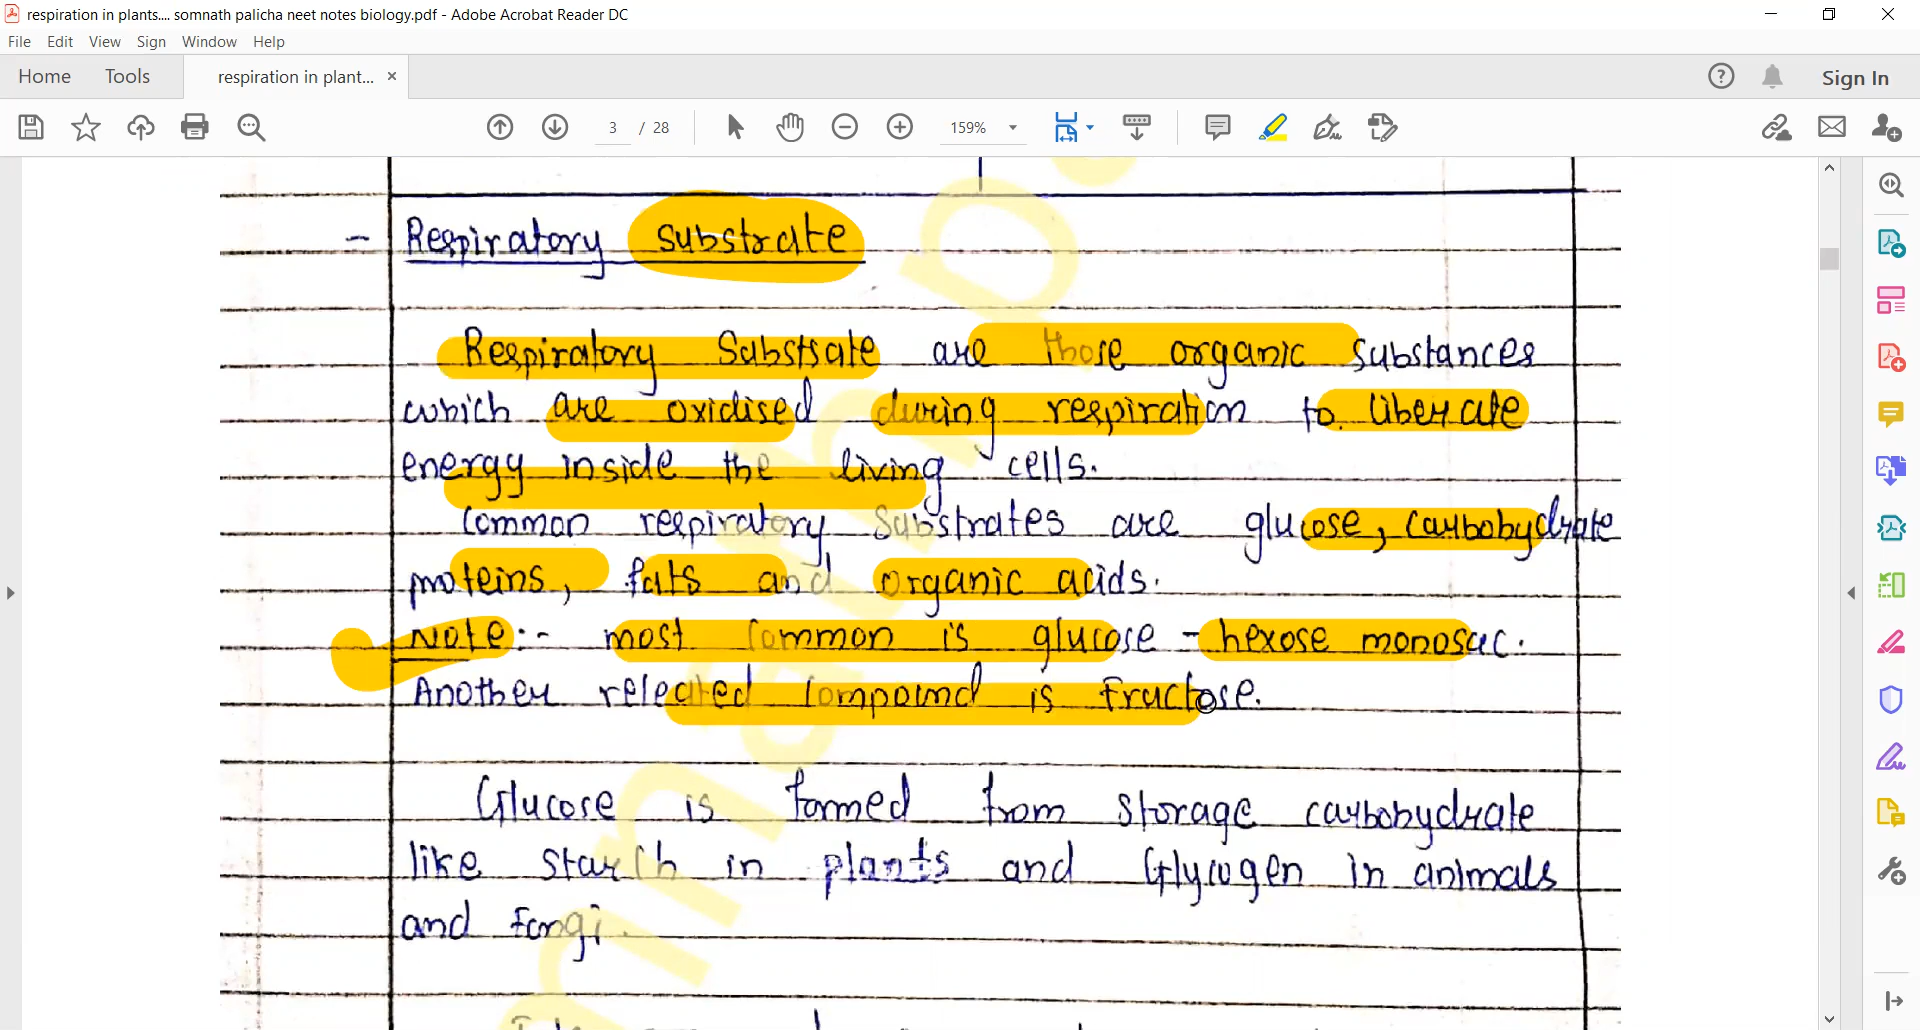 respiration in plants.... somnath palicha neet notes biology.pdf - Adobe Acrobat Reader DC
File Edit View Sign Window Help
Home Tools respiration in plant... × Sign In
3 / 28 159%
- Respiratory substrate
Respiratory Substsate are those organic substances
which are oxidised during respiration to liberate
energy inside the living cells.
Common respiratory Substrates are glucose, carbohydrate
proteins, fats and organic acids.
Note:- most common is glucose - hexose monosac.
Another releated compound is Fructose.
Glucose is formed from storage carbohydrate
like starch in plants and Glycogen in animals
and fungi.